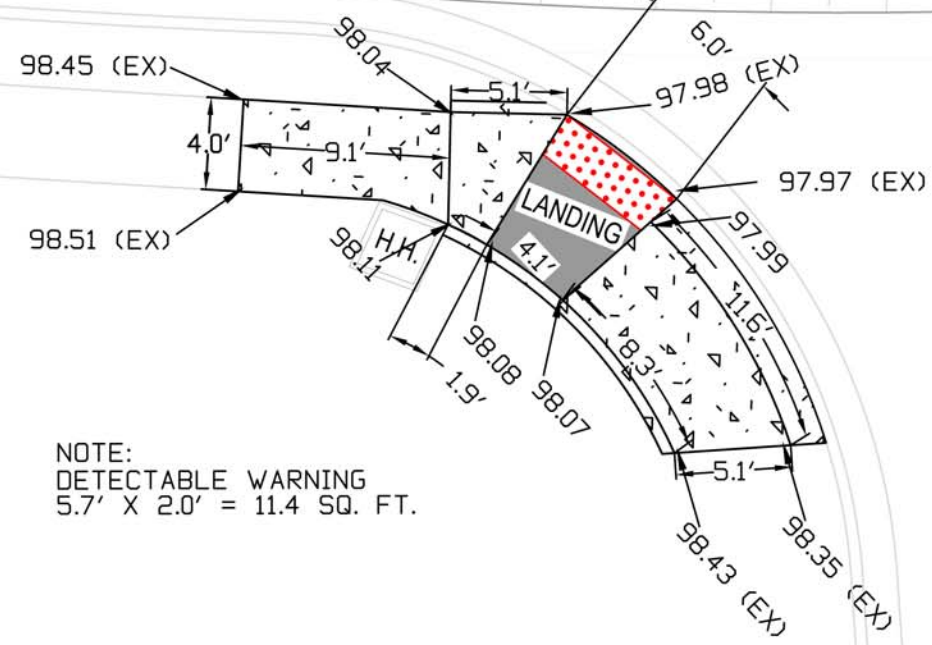 98.45 (EX)
98.04
6.0'
5.1'
97.98 (EX)
4.0'
9.1'
97.97 (EX)
LANDING
98.51 (EX)
98.11
H.H.
4.1'
97.99
11.6'
1.9'
98.08
98.07
8.3'
5.1'
98.43 (EX)
98.35 (EX)
NOTE:
DETECTABLE WARNING
5.7' X 2.0' = 11.4 SQ. FT.